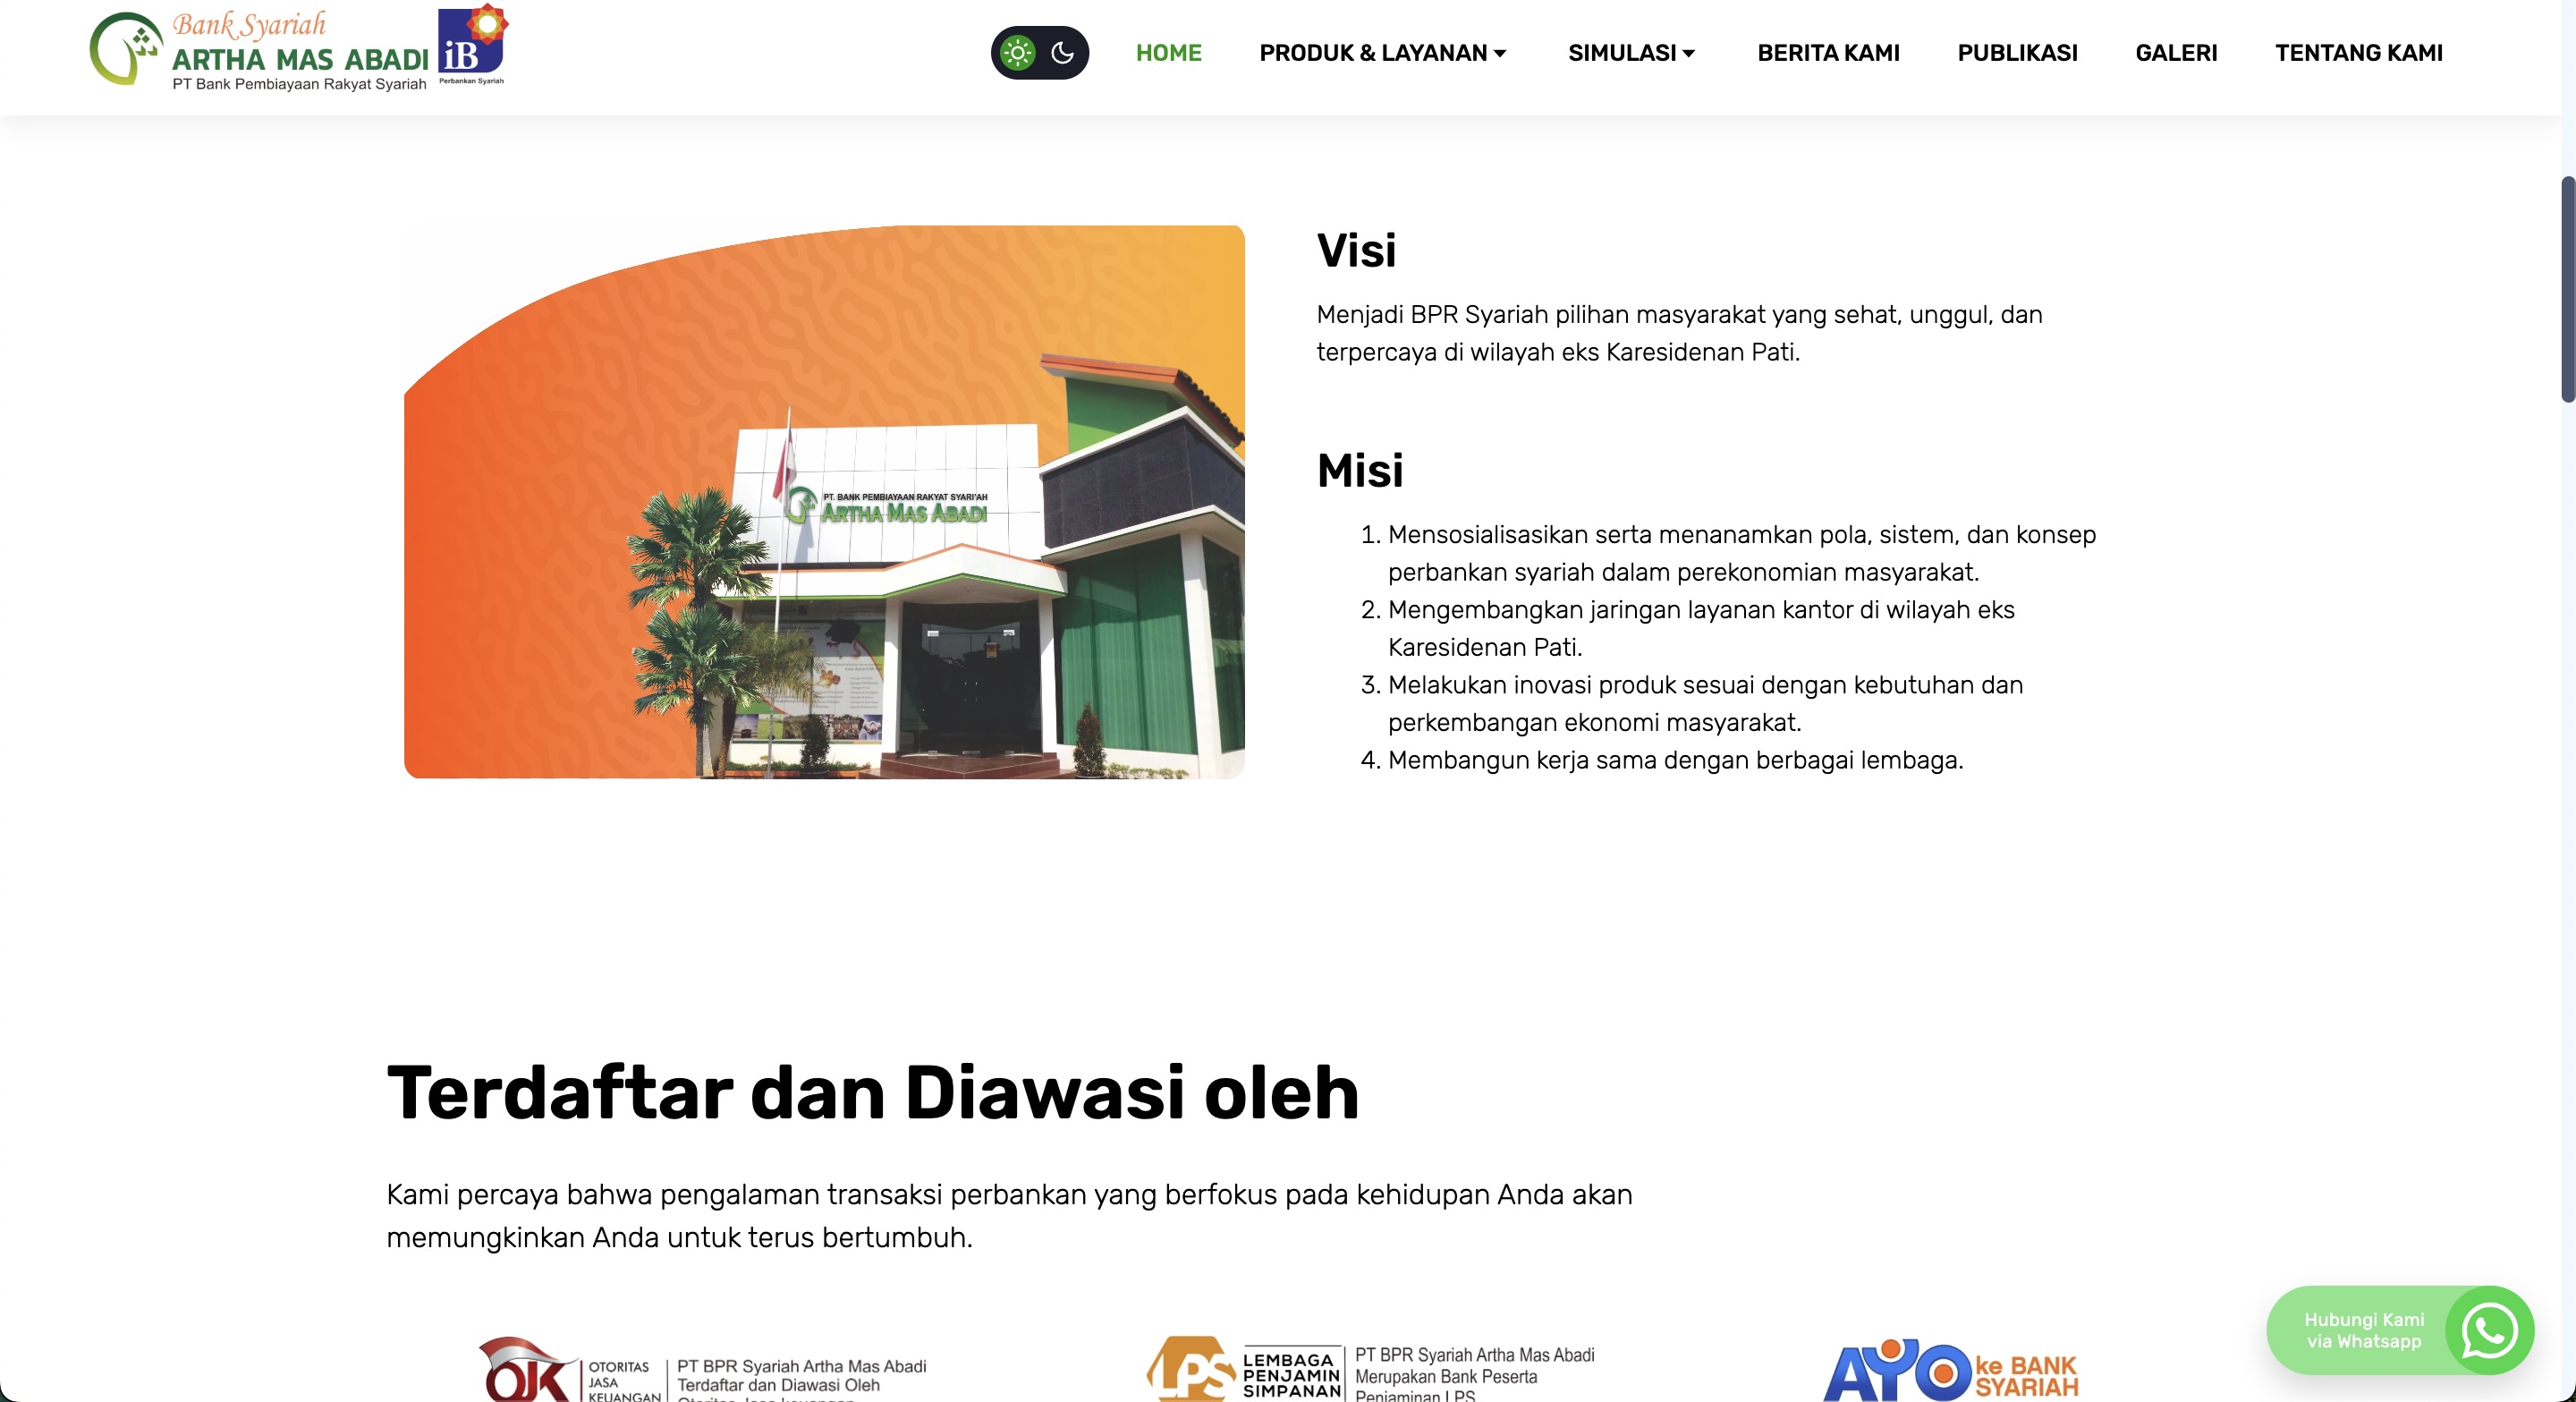 Bank Syariah
ARTHA MAS ABADI
PT Bank Pembiayaan Rakyat Syariah
iB
Perbankan Syariah
HOME
PRODUK & LAYANAN
SIMULASI
BERITA KAMI
PUBLIKASI
GALERI
TENTANG KAMI
PT. BANK PEMBIAYAAN RAKYAT SYARI'AH
ARTHA MAS ABADI
Visi
Menjadi BPR Syariah pilihan masyarakat yang sehat, unggul, dan
terpercaya di wilayah eks Karesidenan Pati.
Misi
1. Mensosialisasikan serta menanamkan pola, sistem, dan konsep
perbankan syariah dalam perekonomian masyarakat.
2. Mengembangkan jaringan layanan kantor di wilayah eks
Karesidenan Pati.
3. Melakukan inovasi produk sesuai dengan kebutuhan dan
perkembangan ekonomi masyarakat.
4. Membangun kerja sama dengan berbagai lembaga.
Terdaftar dan Diawasi oleh
Kami percaya bahwa pengalaman transaksi perbankan yang berfokus pada kehidupan Anda akan
memungkinkan Anda untuk terus bertumbuh.
OJK
OTORITAS
JASA
KEUANGAN
PT BPR Syariah Artha Mas Abadi
Terdaftar dan Diawasi Oleh
Otoritas Jasa keuangan
LPS
LEMBAGA
PENJAMIN
SIMPANAN
PT BPR Syariah Artha Mas Abadi
Merupakan Bank Peserta
Penjaminan LPS
AYO
ke BANK
SYARIAH
Hubungi Kami
via Whatsapp